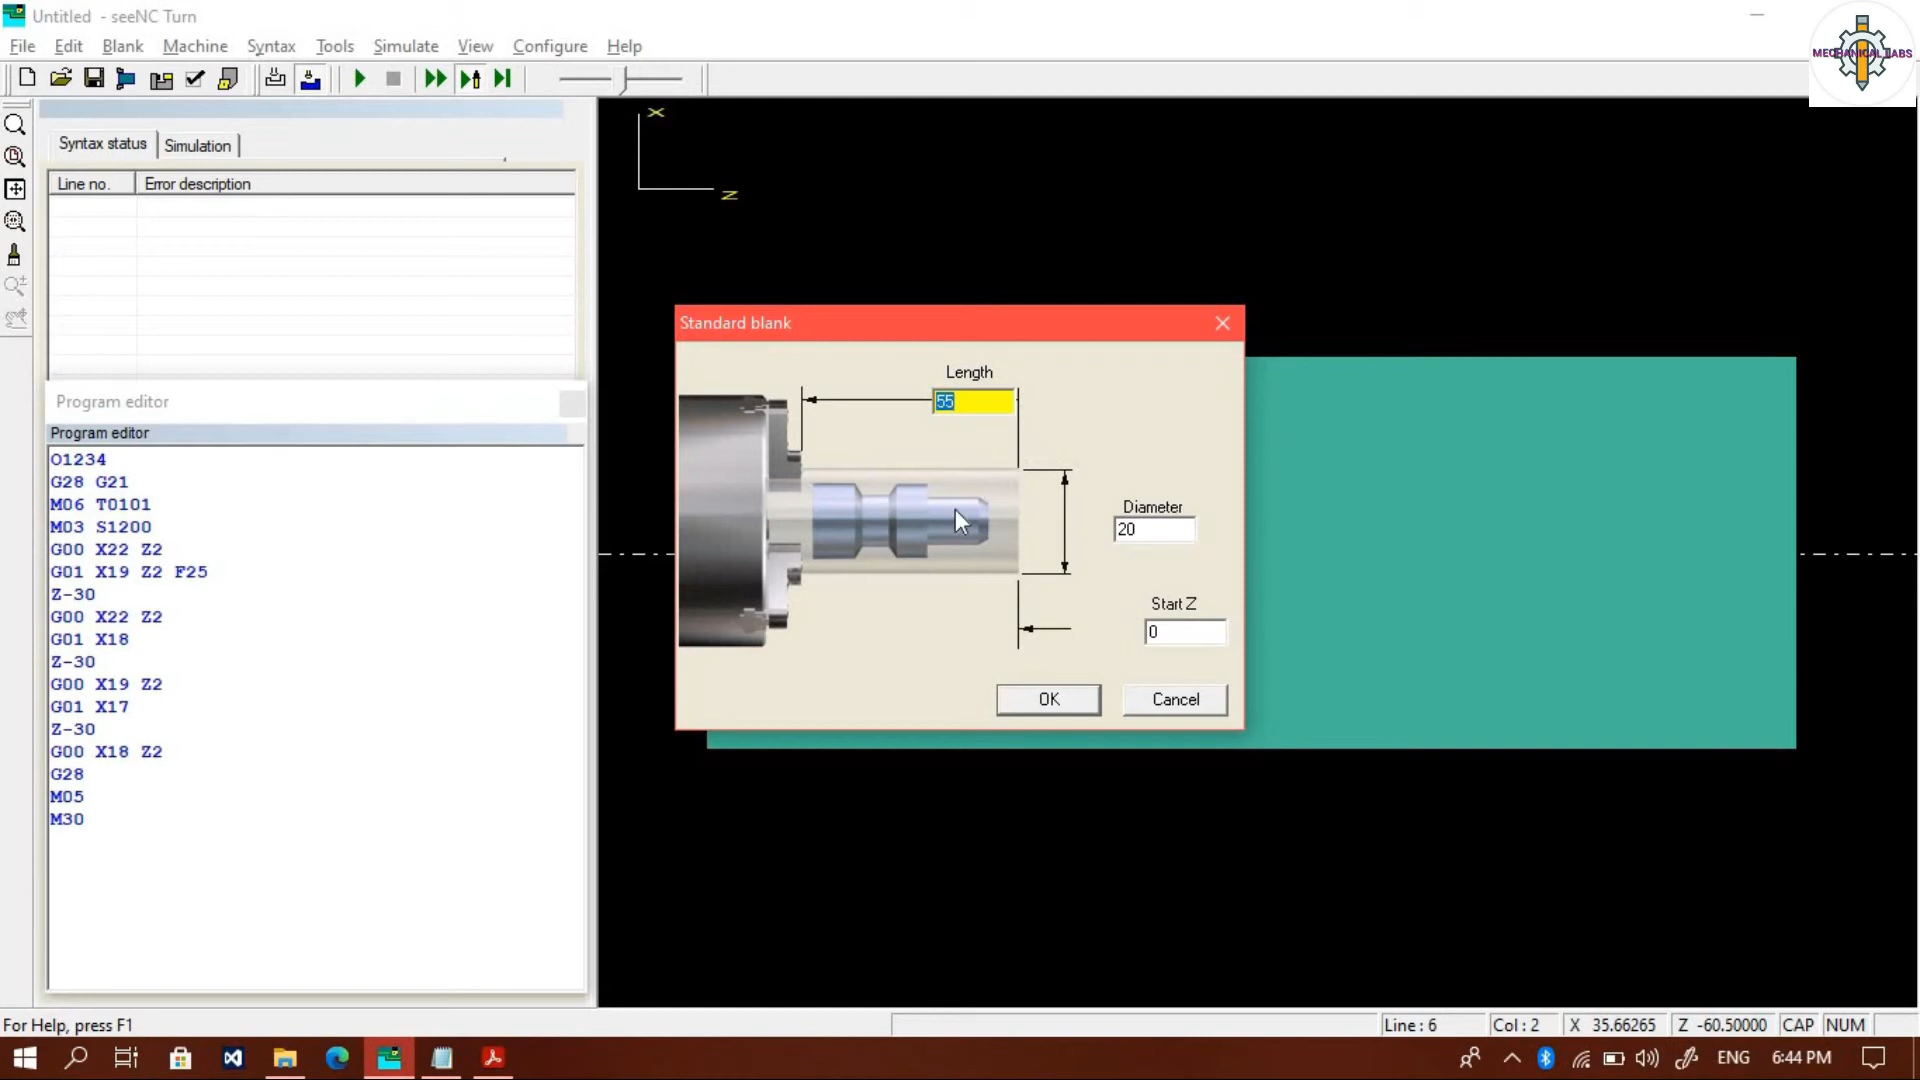 Untitled - seeNC Turn
MECHANICAL LABS
File Edit Blank Machine Syntax Tools Simulate View Configure Help
X
Z
Syntax status Simulation
Line no. Error description
Program editor
Program editor
O1234
G28 G21
M06 T0101
M03 S1200
G00 X22 Z2
G01 X19 Z2 F25
Z-30
G00 X22 Z2
G01 X18
Z-30
G00 X19 Z2
G01 X17
Z-30
G00 X18 Z2
G28
M05
M30
Standard blank
Length
55
Diameter
20
Start Z
0
OK Cancel
For Help, press F1
Line : 6 Col : 2 X 35.66265 Z -60.50000 CAP NUM
ENG 6:44 PM